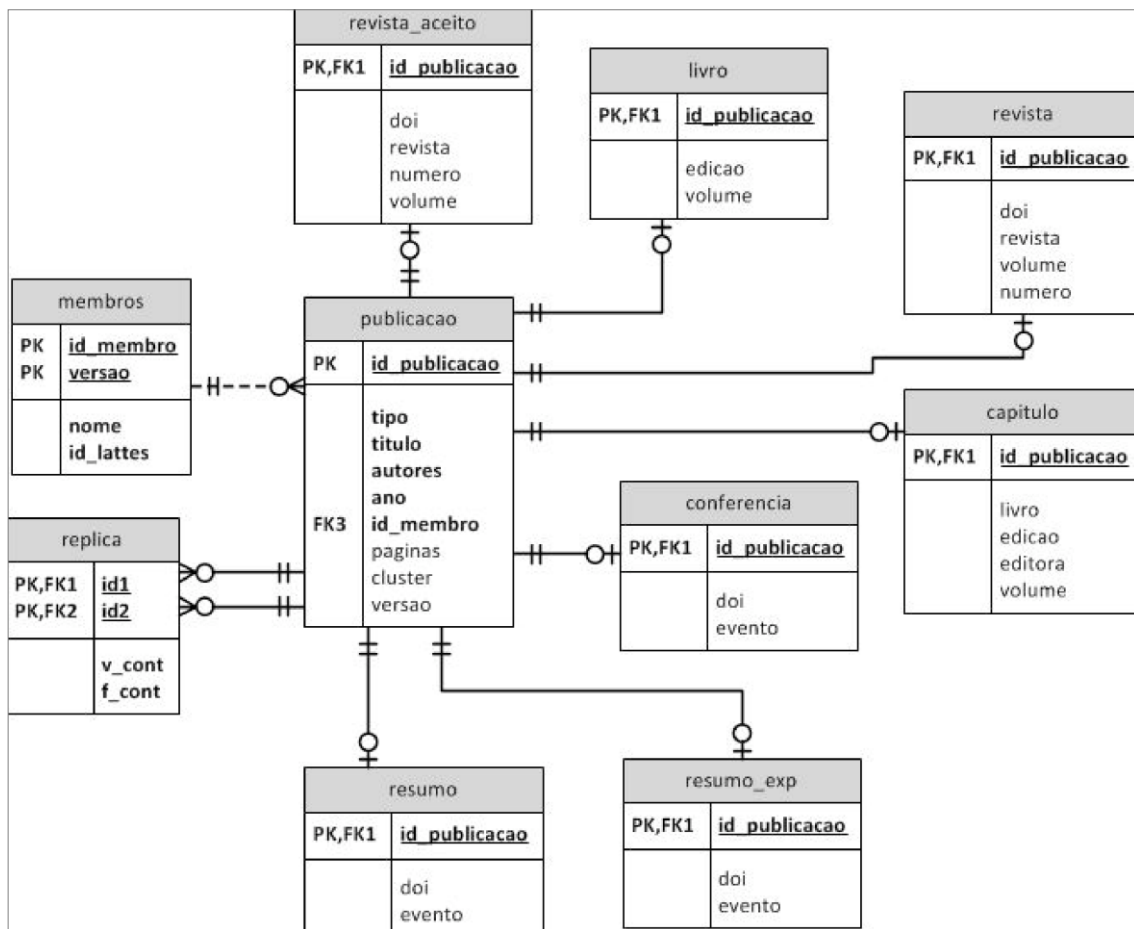 revista_aceito
PK,FK1 id_publicacao
doi
revista
numero
volume
livro
PK,FK1 id_publicacao
edicao
volume
revista
PK,FK1 id_publicacao
doi
revista
volume
numero
membros
PK id_membro
PK versao
nome
id_lattes
publicacao
PK id_publicacao
tipo
titulo
autores
ano
FK3 id_membro
paginas
cluster
versao
capitulo
PK,FK1 id_publicacao
livro
edicao
editora
volume
conferencia
PK,FK1 id_publicacao
doi
evento
replica
PK,FK1 id1
PK,FK2 id2
v_cont
f_cont
resumo
PK,FK1 id_publicacao
doi
evento
resumo_exp
PK,FK1 id_publicacao
doi
evento